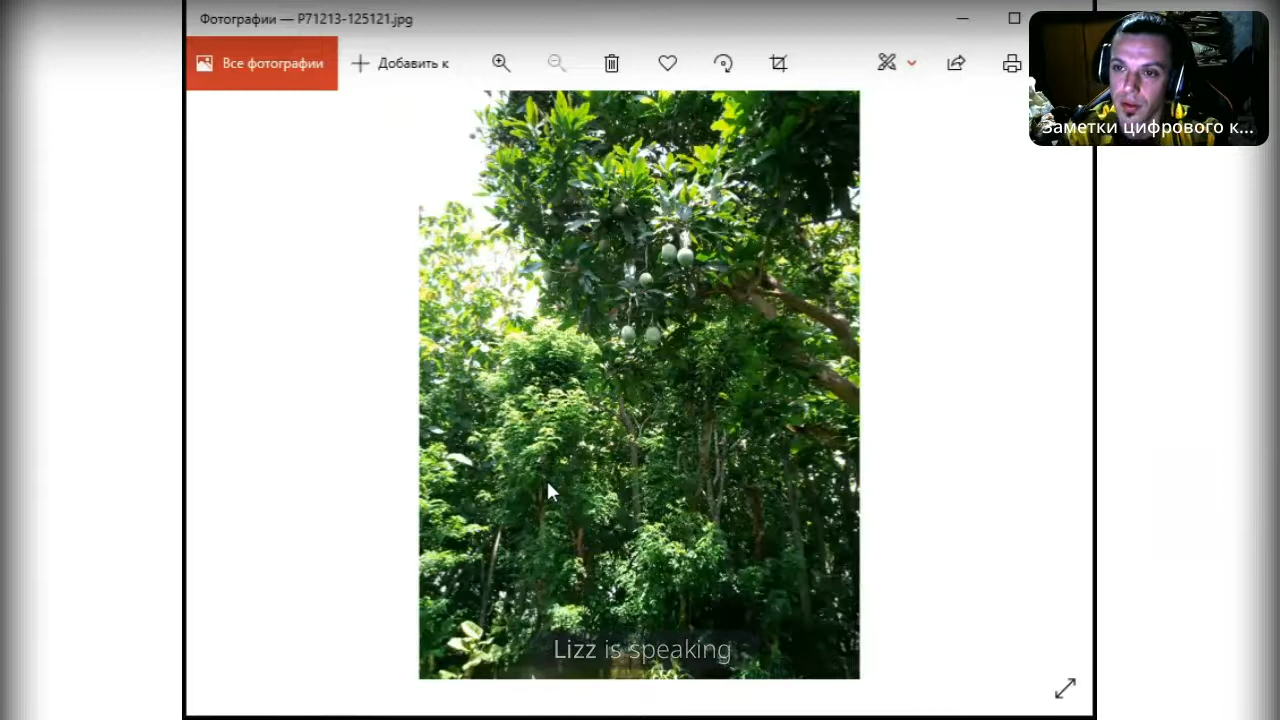 Фотографии — P71213-125121.jpg
Все фотографии
Добавить к
Заметки цифрового к...
Lizz is speaking